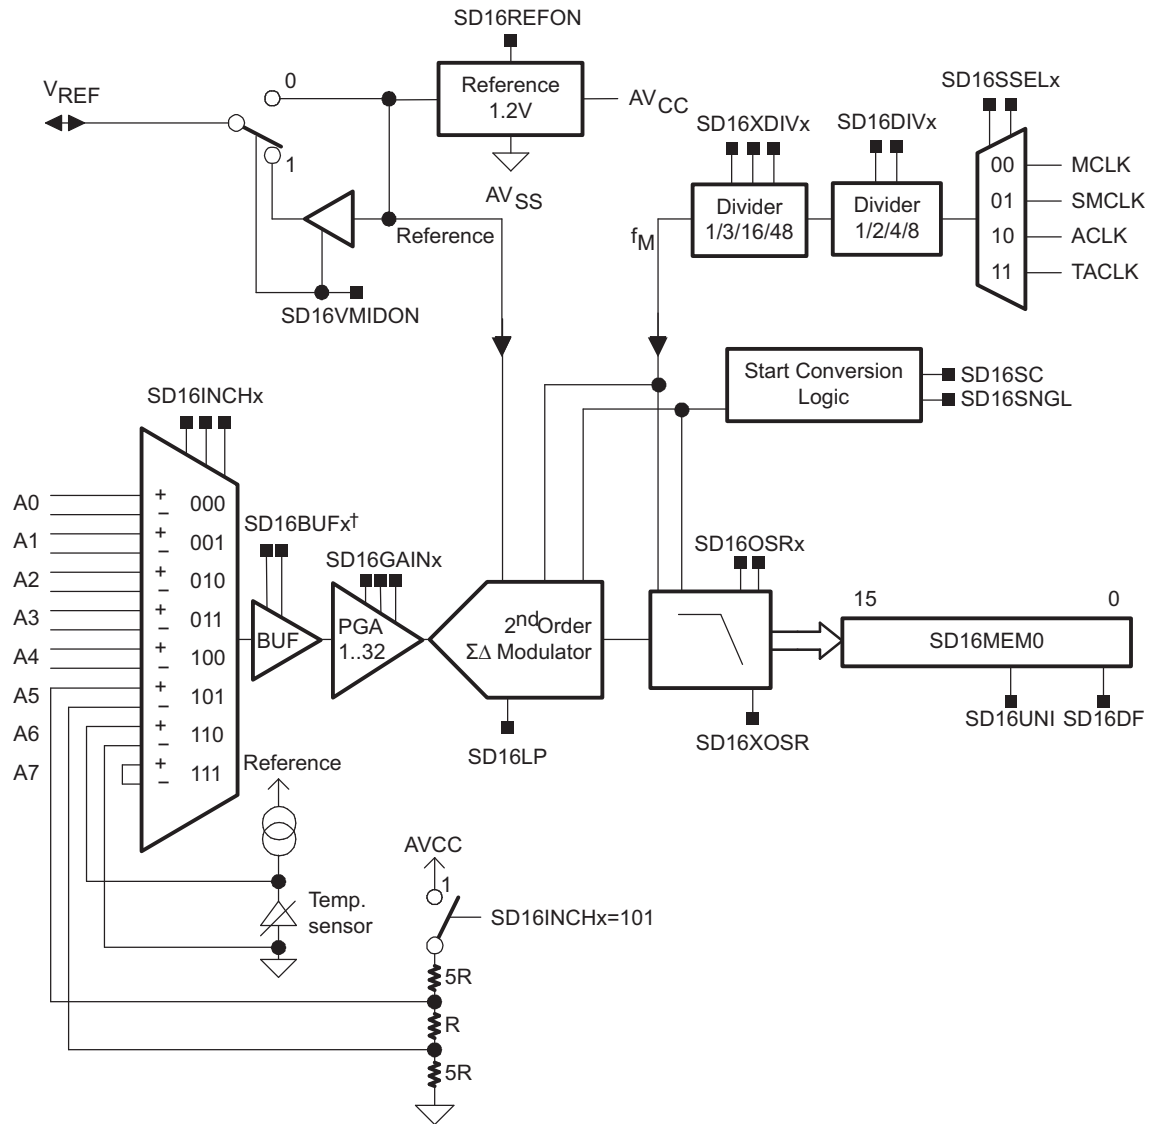 SD16REFON
0
VREF
Reference
1.2V
AVCC
SD16SSELx
SD16XDIVx
SD16DIVx
1
AVSS
00
MCLK
Divider
1/3/16/48
Divider
1/2/4/8
01
SMCLK
Reference
fM
10
ACLK
11
TACLK
SD16VMIDON
Start Conversion
Logic
SD16SC
SD16SNGL
SD16INCHx
A0
+
−
000
A1
+
−
001
A2
+
−
010
A3
+
−
011
A4
+
−
100
A5
+
−
101
A6
+
−
110
A7
+
−
111
SD16BUFx†
BUF
SD16GAINx
PGA
1..32
2nd Order
ΣΔ Modulator
SD16LP
SD16OSRx
SD16XOSR
15
0
SD16MEM0
SD16UNI
SD16DF
Reference
Temp.
sensor
AVCC
1
SD16INCHx=101
5R
R
5R